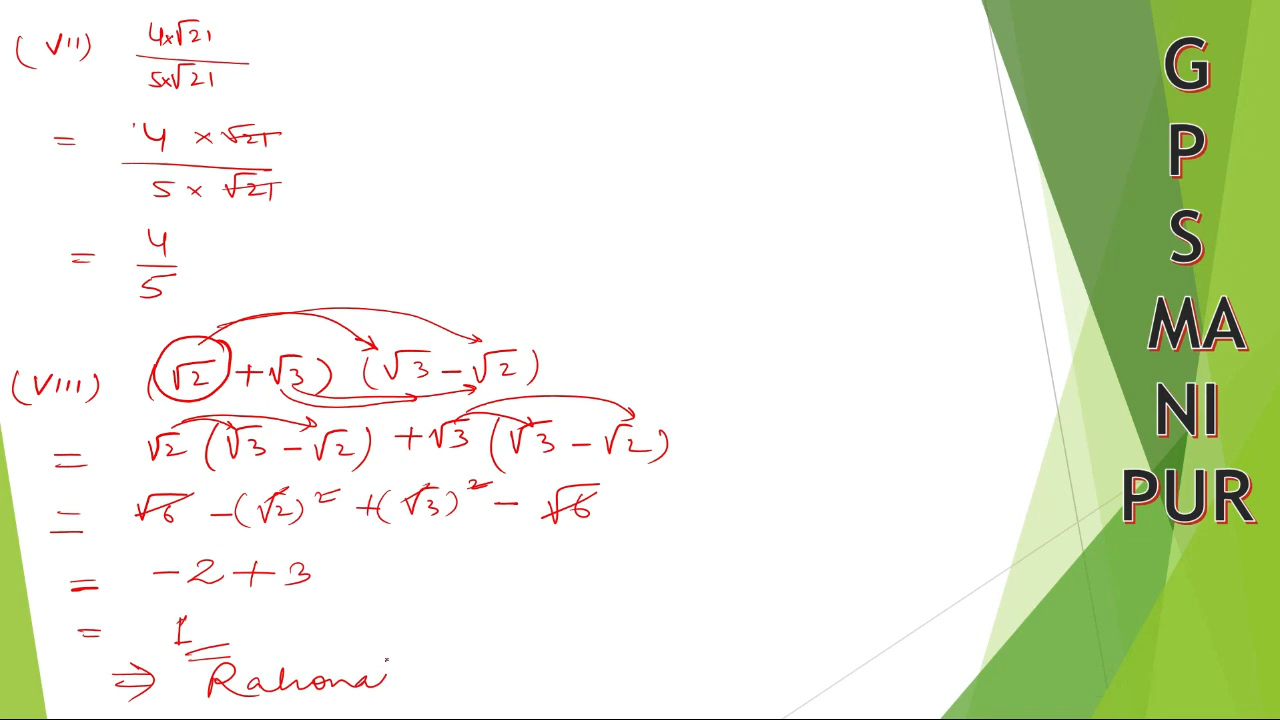 (VII) 4×√21
5×√21
= 4 × √21
5 × √21
= 4
5
(VIII) (√2 + √3) (√3 – √2)
= √2 (√3 – √2) + √3 (√3 – √2)
= √6 – (√2)² + (√3)² – √6
= – 2 + 3
= 1
⇒ Rationa
G
P
S
MA
NI
PUR